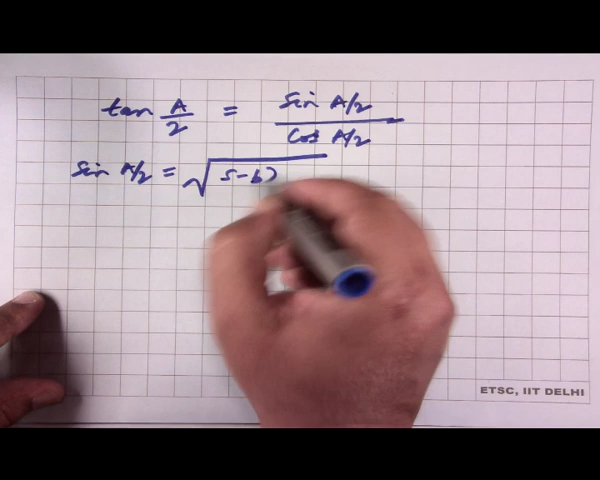 tan A/2 = sin A/2 / cos A/2
sin A/2 = √ s-b)
ETSC, IIT DELHI